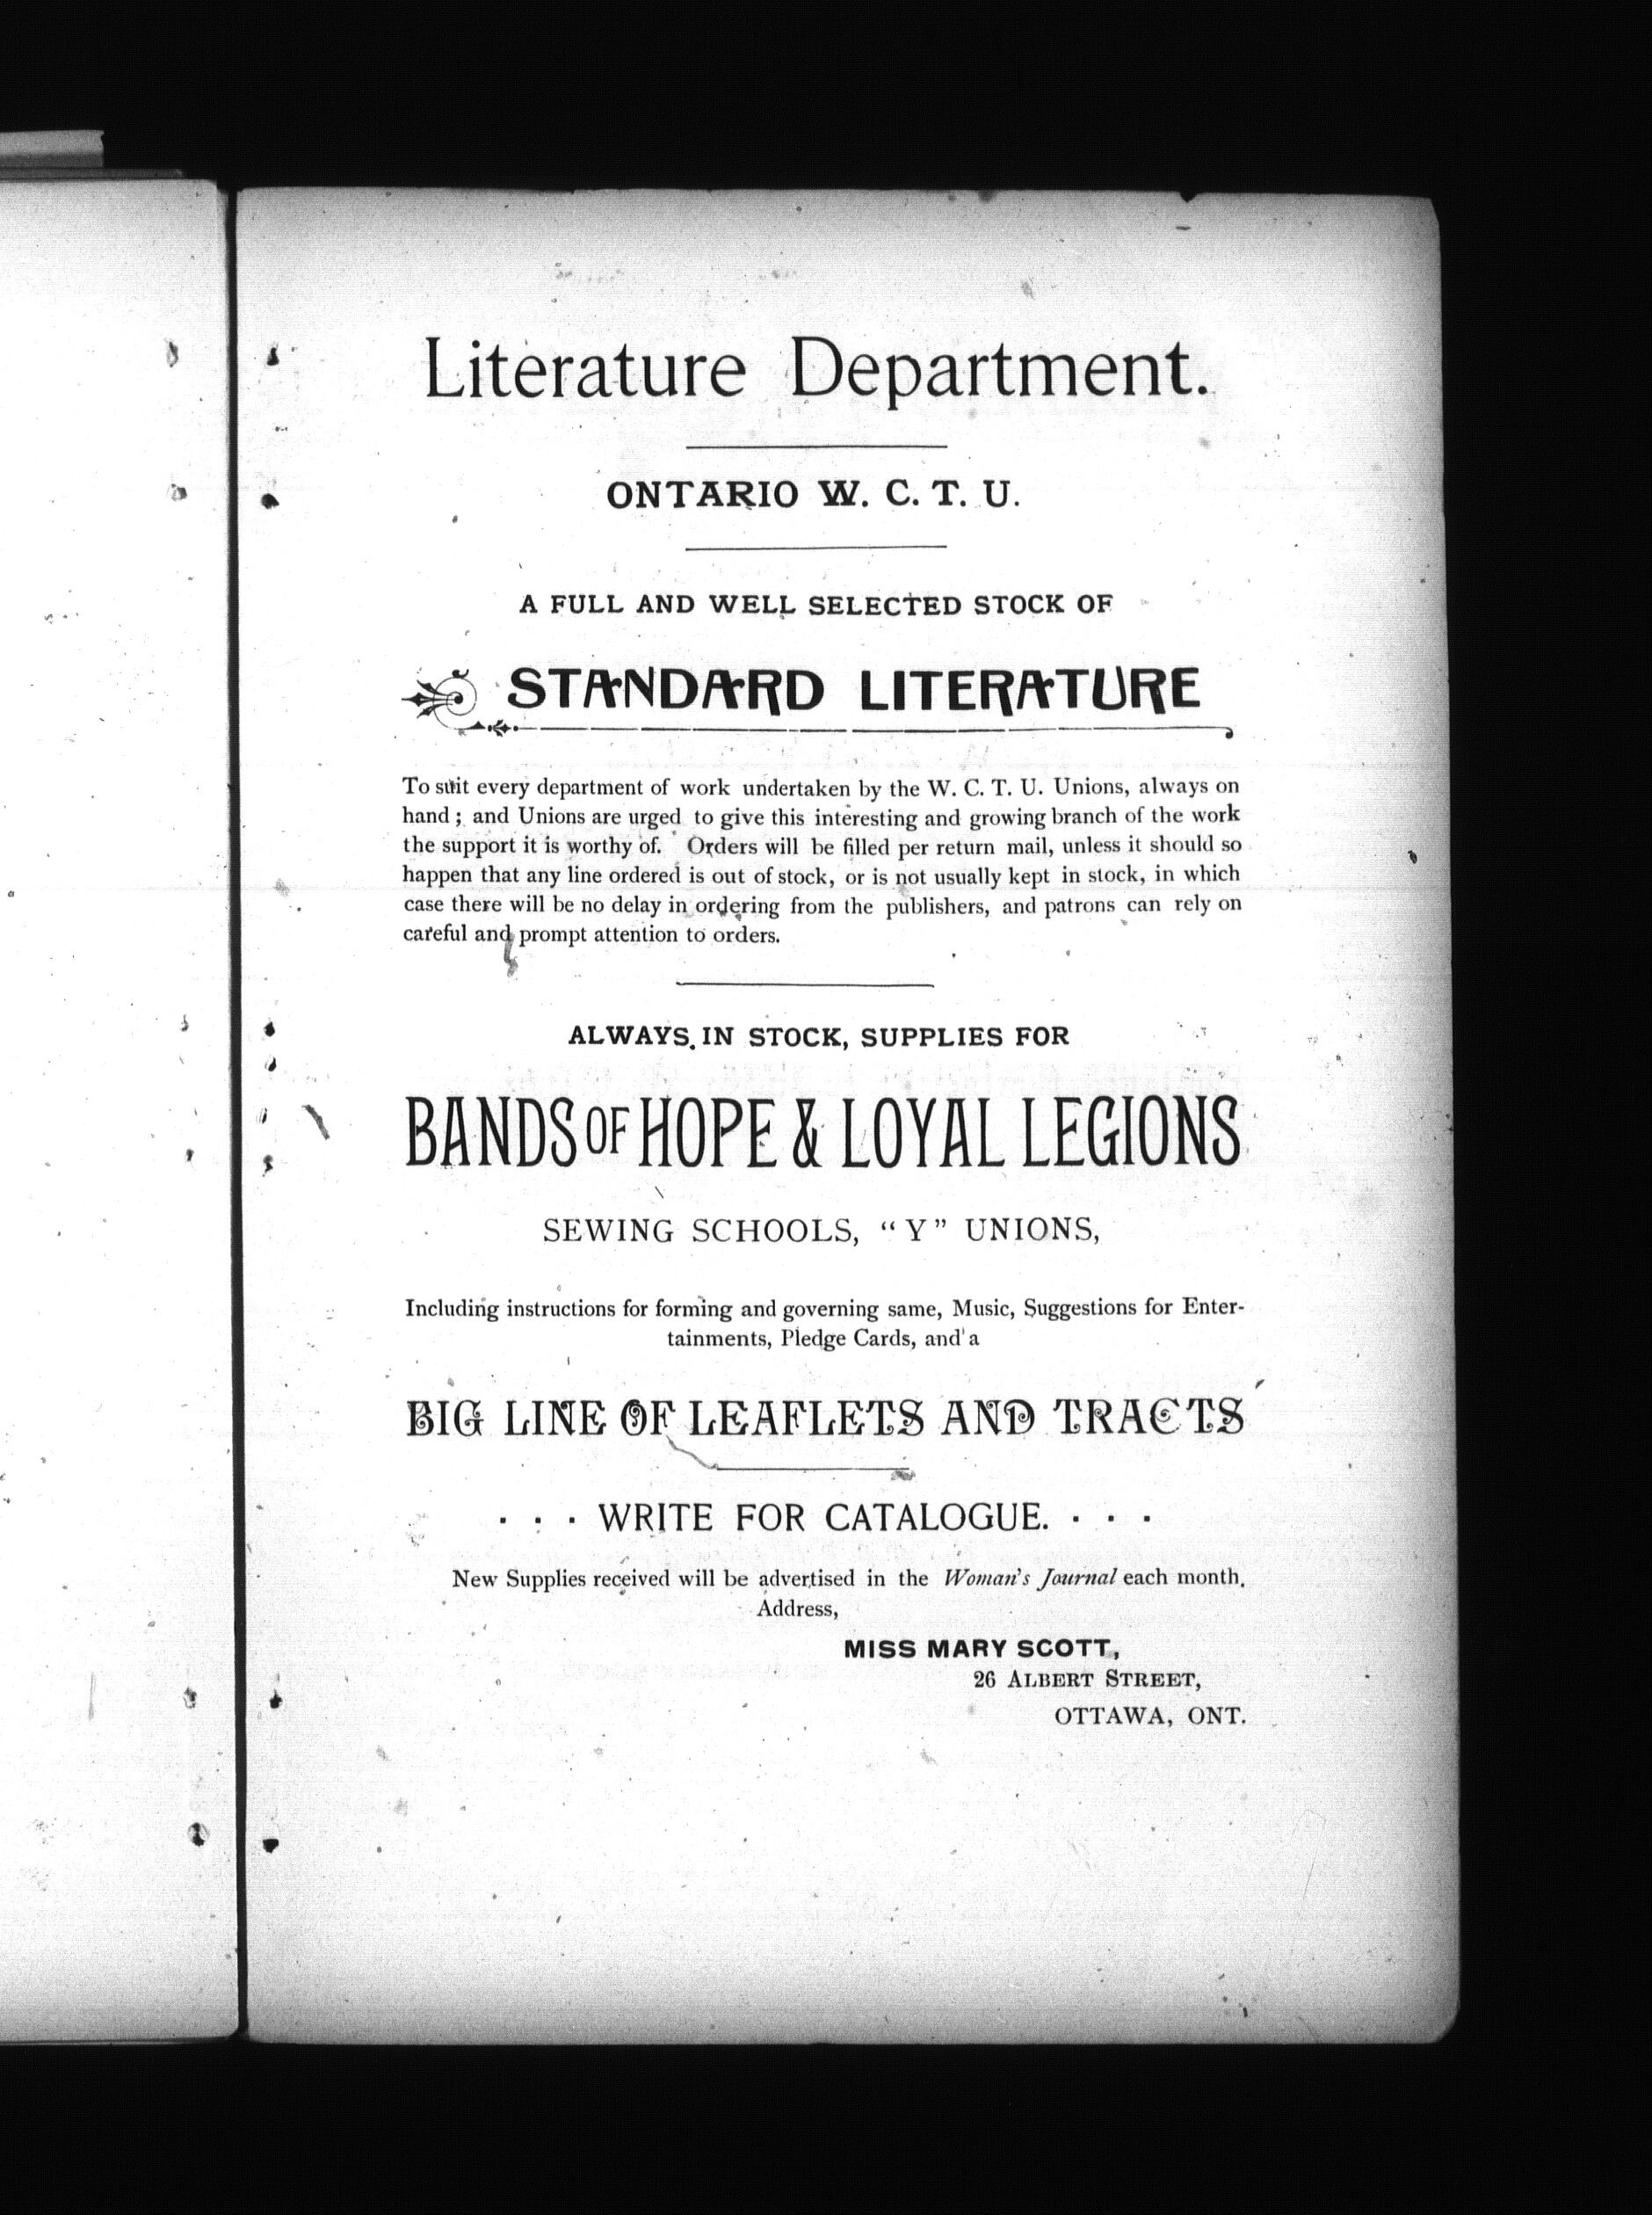 Literature Department.
ONTARIO W. C. T. U.
A FULL AND WELL SELECTED STOCK OF
STANDARD LITERATURE
To suit every department of work undertaken by the W. C. T. U. Unions, always on
hand ; and Unions are urged to give this interesting and growing branch of the work
the support it is worthy of. Orders will be filled per return mail, unless it should so
happen that any line ordered is out of stock, or is not usually kept in stock, in which
case there will be no delay in ordering from the publishers, and patrons can rely on
careful and prompt attention to orders.
ALWAYS IN STOCK, SUPPLIES FOR
BANDS OF HOPE & LOYAL LEGIONS
SEWING SCHOOLS, “Y” UNIONS,
Including instructions for forming and governing same, Music, Suggestions for Enter-
tainments, Pledge Cards, and a
BIG LINE OF LEAFLETS AND TRACTS
. . . WRITE FOR CATALOGUE. . . .
New Supplies received will be advertised in the Woman's Journal each month.
Address,
MISS MARY SCOTT,
26 ALBERT STREET,
OTTAWA, ONT.